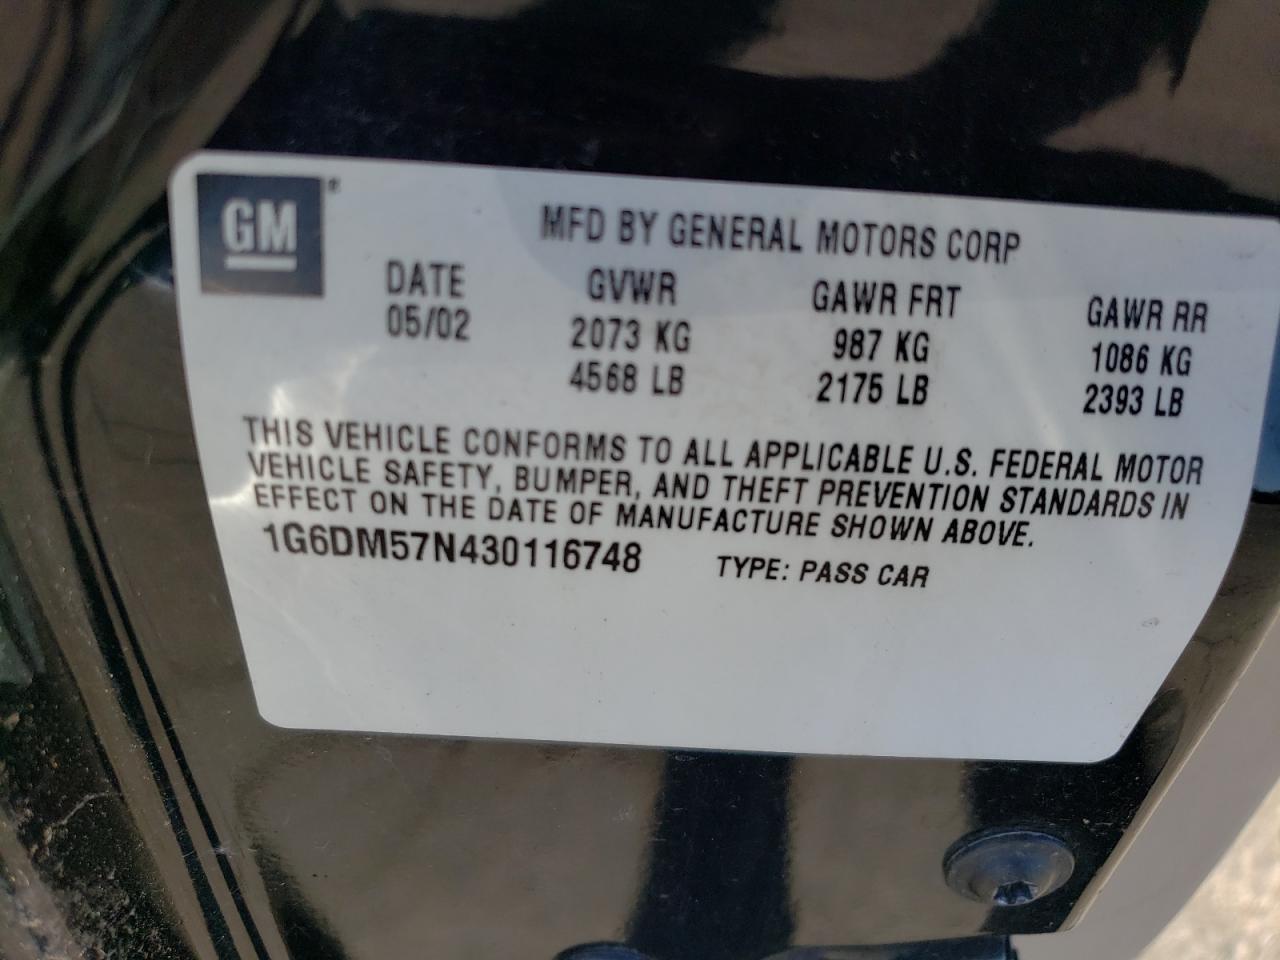 GM ®
MFD BY GENERAL MOTORS CORP
DATE GVWR GAWR FRT GAWR RR
05/02 2073 KG 987 KG 1086 KG
4568 LB 2175 LB 2393 LB
THIS VEHICLE CONFORMS TO ALL APPLICABLE U.S. FEDERAL MOTOR
VEHICLE SAFETY, BUMPER, AND THEFT PREVENTION STANDARDS IN
EFFECT ON THE DATE OF MANUFACTURE SHOWN ABOVE.
1G6DM57N430116748 TYPE: PASS CAR